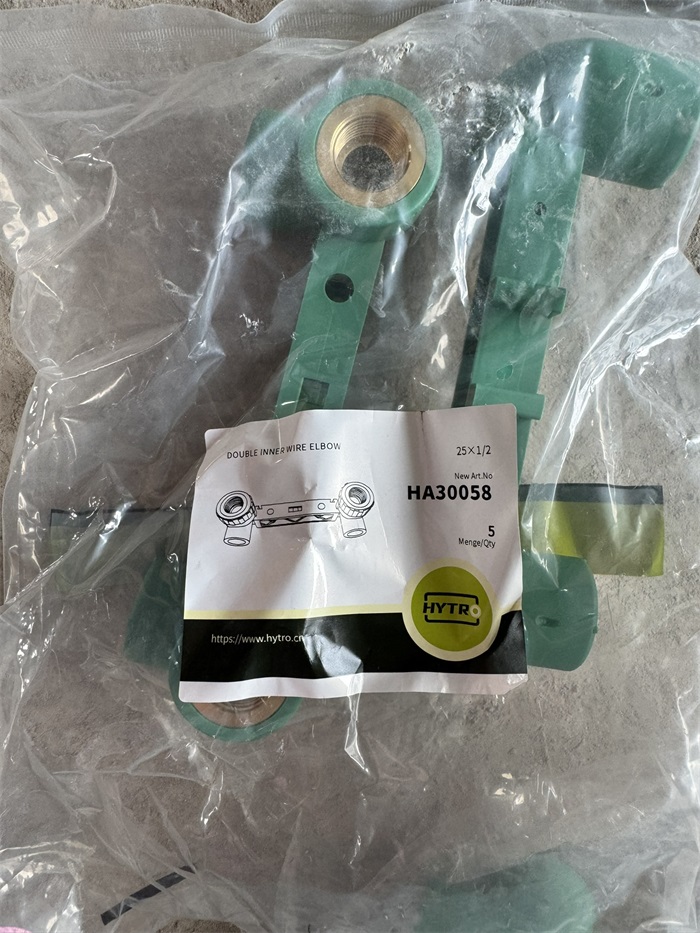 DOUBLE INNER WIRE ELBOW
25×1/2
New Art.No
HA30058
5
Menge/Qty
HYTRO
https://www.hytro.cn